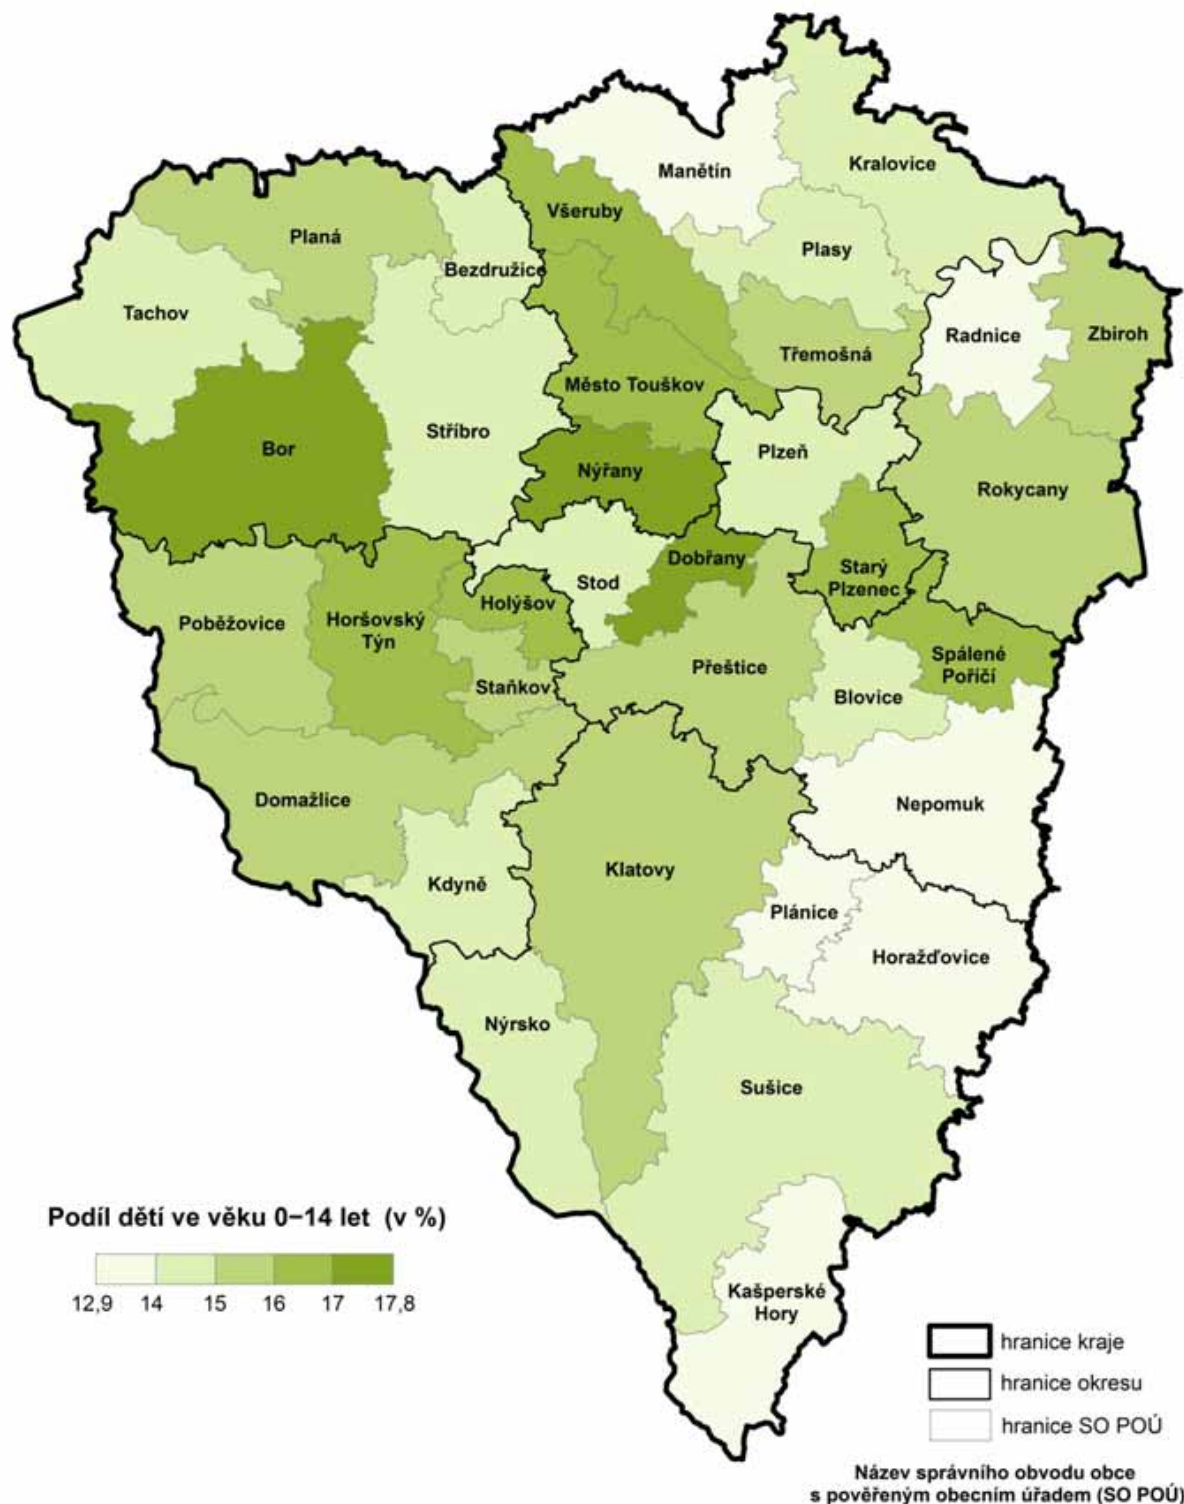 Manětín
Kralovice
Všeruby
Planá
Plasy
Bezdružice
Tachov
Radnice
Zbiroh
Třemošná
Město Touškov
Stříbro
Bor
Plzeň
Nýřany
Rokycany
Dobřany
Starý
Plzenec
Stod
Holýšov
Poběžovice
Horšovský
Týn
Spálené
Poříčí
Přeštice
Staňkov
Blovice
Domažlice
Nepomuk
Klatovy
Kdyně
Plánice
Horažďovice
Nýrsko
Sušice
Kašperské
Hory
Podíl dětí ve věku 0–14 let (v %)
12,9 14 15 16 17 17,8
hranice kraje
hranice okresu
hranice SO POÚ
Název správního obvodu obce
s pověřeným obecním úřadem (SO POÚ)